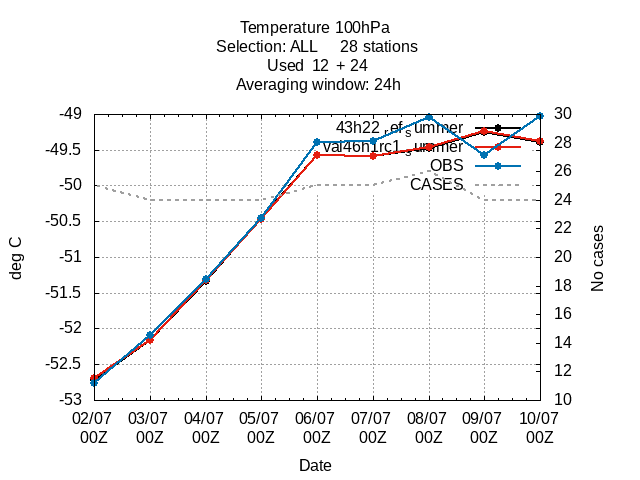 Temperature 100hPa
Selection: ALL 28 stations
Used 12 + 24
Averaging window: 24h
-49
-49.5
-50
-50.5
-51
-51.5
-52
-52.5
-53
deg C
43h22_ref_summer
val46h1rc1_summer
OBS
CASES
30
28
26
24
22
20
18
16
14
12
10
No cases
02/07 03/07 04/07 05/07 06/07 07/07 08/07 09/07 10/07
00Z 00Z 00Z 00Z 00Z 00Z 00Z 00Z 00Z
Date